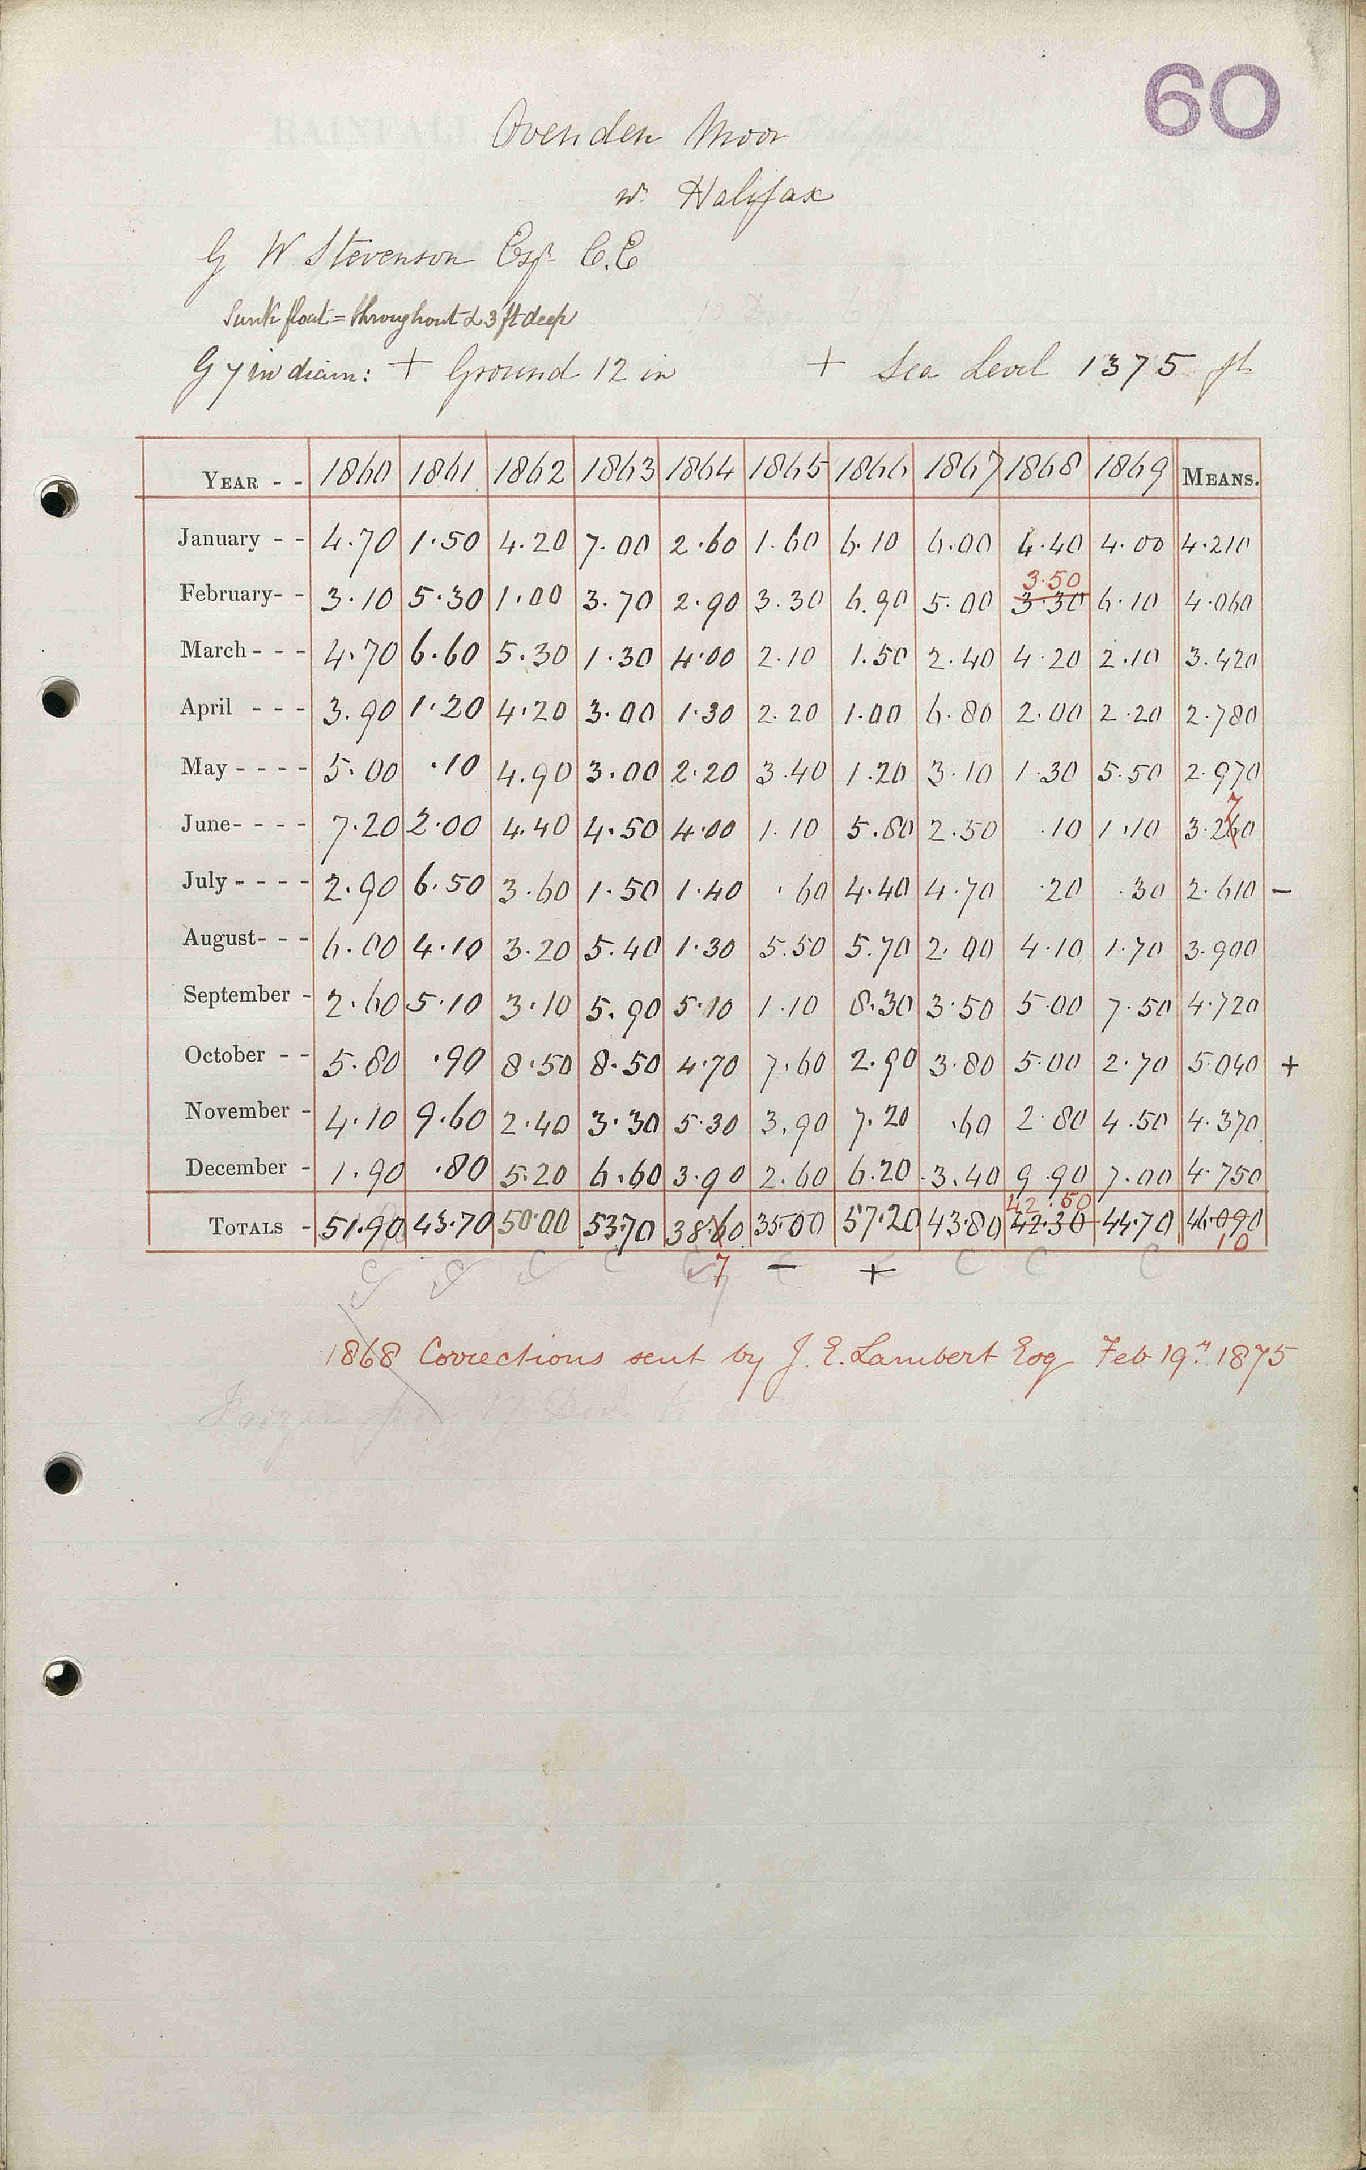 60
Ovenden Moor
nr. Halifax
G W Stevenson Esqr C.E
Sunk float = throughout & 3 ft deep
G 7 in diam: + Ground 12 in + Sea Level 1375 ft
YEAR - - 1860 1861 1862 1863 1864 1865 1866 1867 1868 1869 MEANS.
January - - 4.70 1.50 4.20 7.00 2.60 1.60 6.10 6.00 4.40 4.00 4.210
3.50
February- - 3.10 5.30 1.00 3.70 2.90 3.30 6.90 5.00 3.30 6.10 4.060
March - - - 4.70 6.60 5.30 1.30 4.00 2.10 1.50 2.40 4.20 2.10 3.420
April - - - 3.90 1.20 4.20 3.00 1.30 2.20 1.00 6.80 2.00 2.20 2.780
May - - - - 5.00 .10 4.90 3.00 2.20 3.40 1.20 3.10 1.30 5.50 2.970
7
June- - - - 7.20 2.00 4.40 4.50 4.00 1.10 5.80 2.50 .10 1.10 3.260
July - - - - 2.90 6.50 3.60 1.50 1.40 .60 4.40 4.70 .20 .30 2.610 -
August- - - 6.00 4.10 3.20 5.40 1.30 5.50 5.70 2.00 4.10 1.70 3.900
September - 2.60 5.10 3.10 5.90 5.10 1.10 8.30 3.50 5.00 7.50 4.720
October - - 5.80 .90 8.50 8.50 4.70 7.60 2.90 3.80 5.00 2.70 5.040 +
November - 4.10 9.60 2.40 3.30 5.30 3.90 7.20 .60 2.80 4.50 4.370
December - 1.90 .80 5.20 6.60 3.90 2.60 6.20 3.40 9.90 7.00 4.750
42.50
TOTALS - 51.90 43.70 50.00 53.70 38.60 35.00 57.20 43.80 42.30 44.70 46.090
10
7 - +
1868 Corrections sent by J. E. Lambert Esq Feb 19th 1875